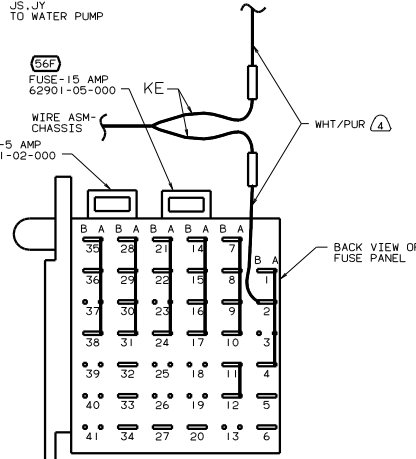 JS,JY
TO WATER PUMP
56F
FUSE-15 AMP
62901-05-000
KE
WIRE ASM-
CHASSIS
WHT/PUR 4
-5 AMP
1-02-000
B A B A B A B A B A
BACK VIEW OF
FUSE PANEL
B A
35 28 21 14 7
1
36 29 22 15 8
2
37 30 23 16 9
3
38 31 24 17 10
4
39 32 25 18 11
5
40 33 26 19 12
6
41 34 27 20 13